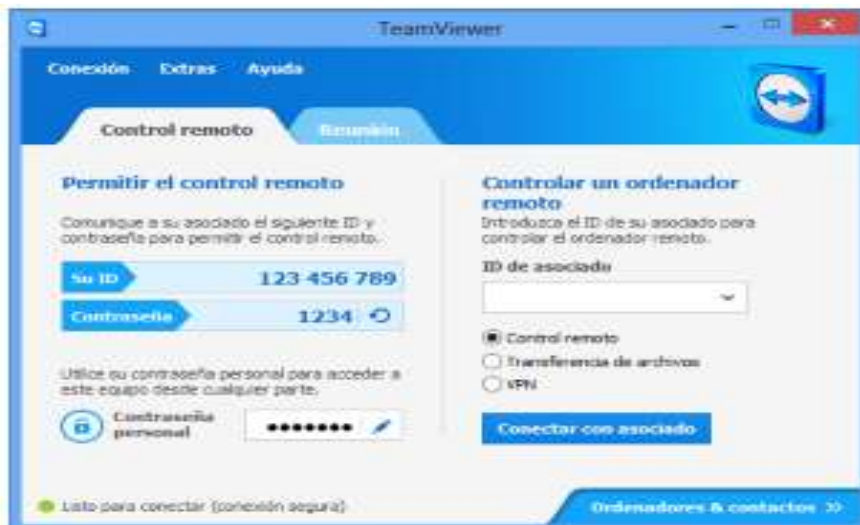 TeamViewer
Conexión Extras Ayuda
Control remoto Reunión
Permitir el control remoto
Comunique a su asociado el siguiente ID y
contraseña para permitir el control remoto.
Su ID 123 456 789
Contraseña 1234
Utilice su contraseña personal para acceder a
este equipo desde cualquier parte.
Contraseña
personal
Controlar un ordenador
remoto
Introduzca el ID de su asociado para
controlar el ordenador remoto.
ID de asociado
Control remoto
Transferencia de archivos
VPN
Conectar con asociado
Listo para conectar (conexión segura)
Ordenadores & contactos >>